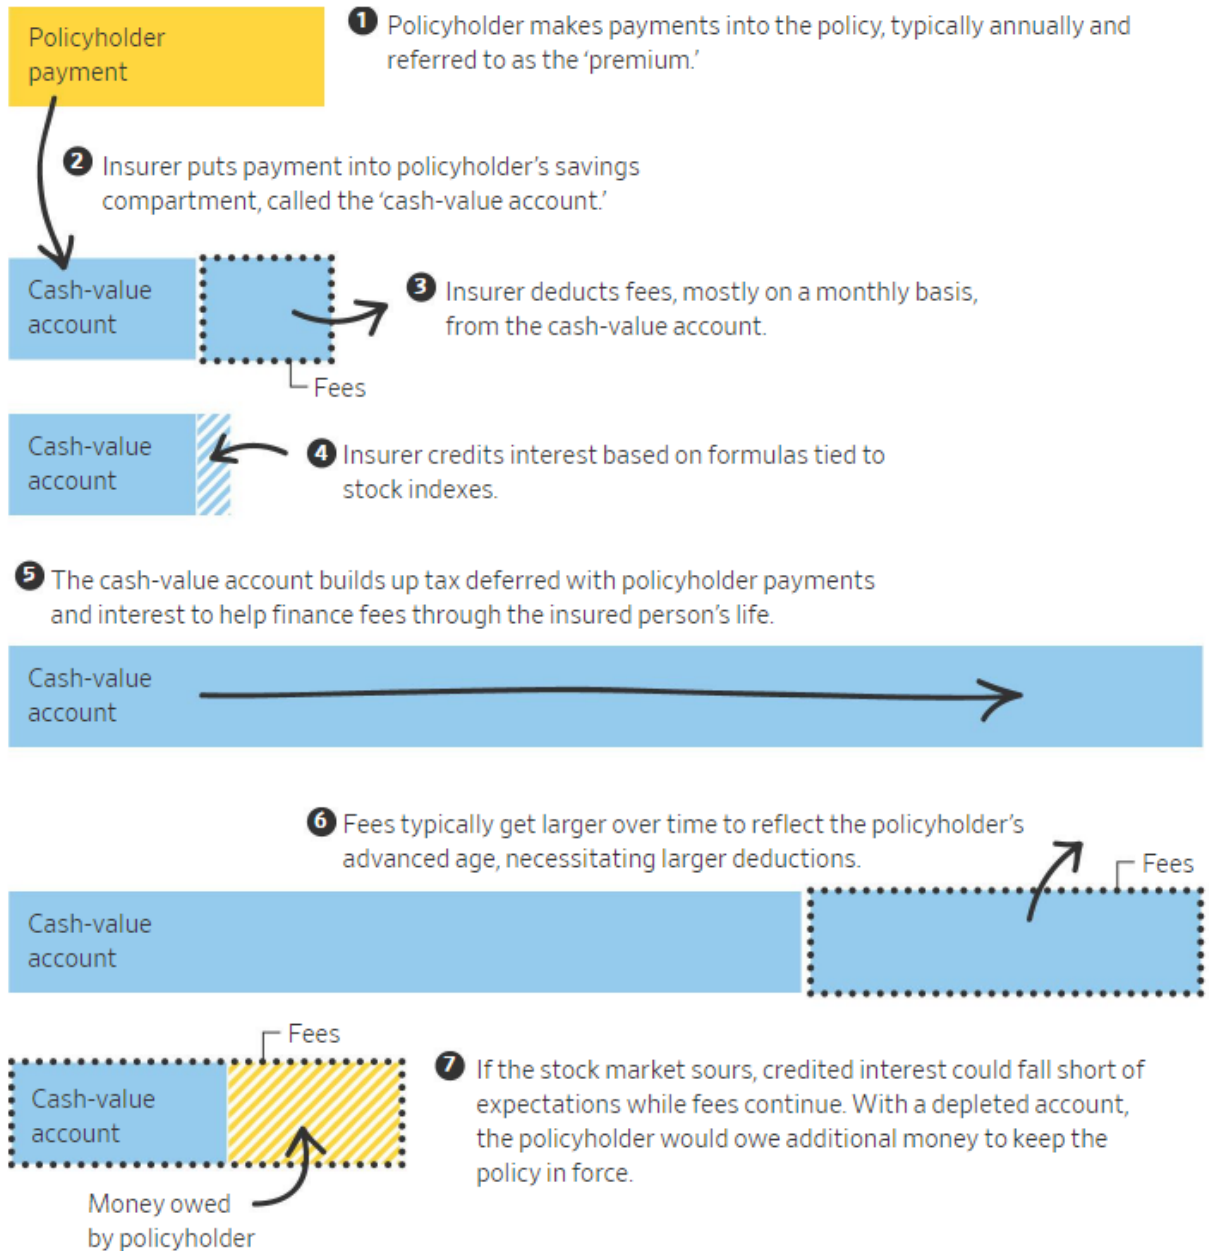 Policyholder
payment
1 Policyholder makes payments into the policy, typically annually and
referred to as the ‘premium.’
2 Insurer puts payment into policyholder’s savings
compartment, called the ‘cash-value account.’
Cash-value
account
3 Insurer deducts fees, mostly on a monthly basis,
from the cash-value account.
Fees
Cash-value
account
4 Insurer credits interest based on formulas tied to
stock indexes.
5 The cash-value account builds up tax deferred with policyholder payments
and interest to help finance fees through the insured person’s life.
Cash-value
account
6 Fees typically get larger over time to reflect the policyholder’s
advanced age, necessitating larger deductions.
Fees
Cash-value
account
Fees
Cash-value
account
7 If the stock market sours, credited interest could fall short of
expectations while fees continue. With a depleted account,
the policyholder would owe additional money to keep the
policy in force.
Money owed
by policyholder